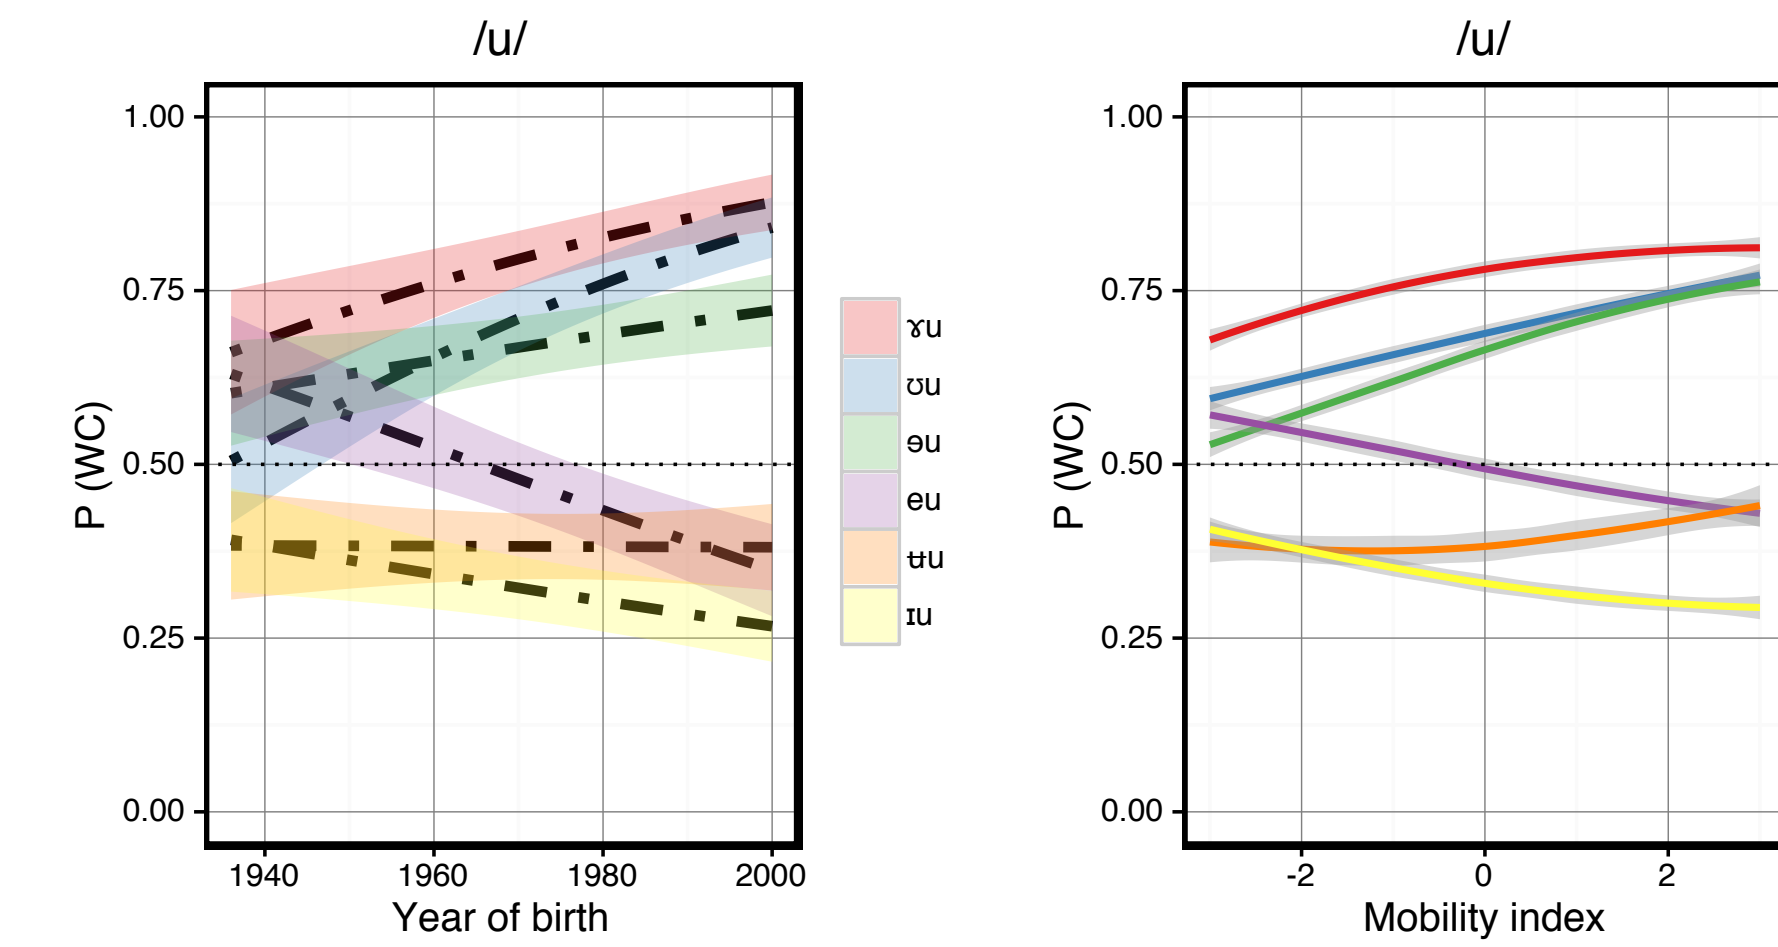 /u/
1.00
0.75
0.50
0.25
0.00
P (WC)
1940 1960 1980 2000
Year of birth
ɤu
ʊu
ɘu
eu
ʉu
ɪu
/u/
1.00
0.75
0.50
0.25
0.00
P (WC)
-2 0 2
Mobility index